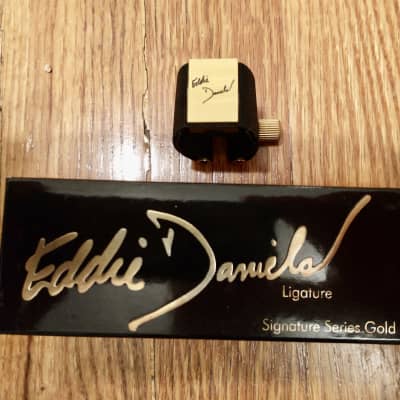 Eddie
Daniels
Eddie Daniels
Ligature
Signature Series Gold